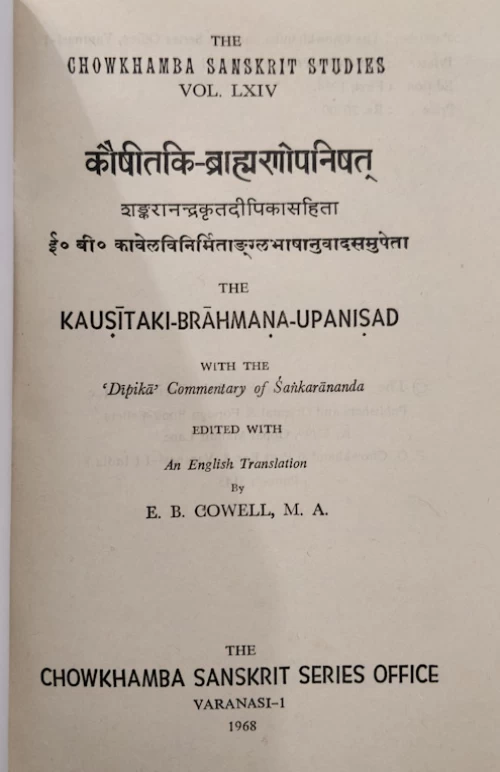 THE
CHOWKHAMBA SANSKRIT STUDIES
VOL. LXIV
कौषीतकि-ब्राह्मणोपनिषत्
शङ्करानन्द्रकृतदीपिकासहिता
ई० बी० कावेलविनिर्मिताङ्ग्लभाषानुवादसमुपेता
THE
KAUṢĪTAKI-BRĀHMAṆA-UPANIṢAD
WITH THE
‘Dīpikā’ Commentary of Śaṅkarānanda
EDITED WITH
An English Translation
By
E. B. COWELL, M. A.
THE
CHOWKHAMBA SANSKRIT SERIES OFFICE
VARANASI-1
1968